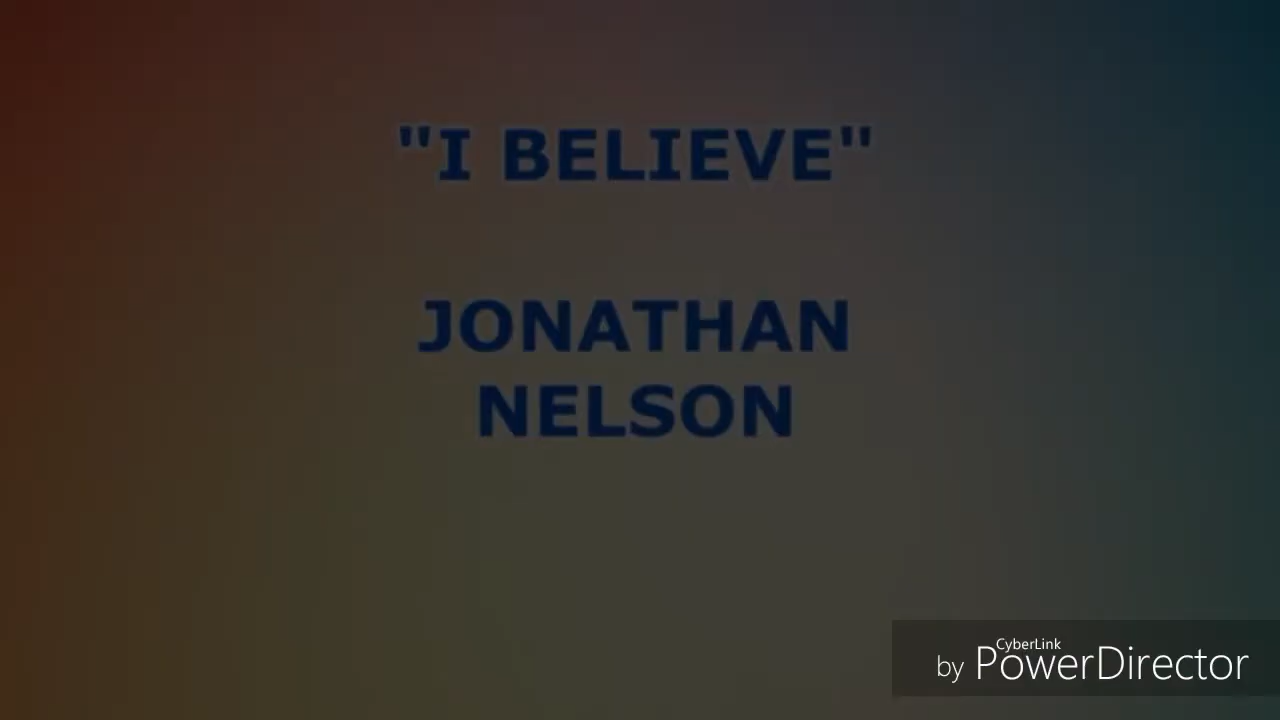 "I BELIEVE"
JONATHAN
NELSON
CyberLink
by PowerDirector